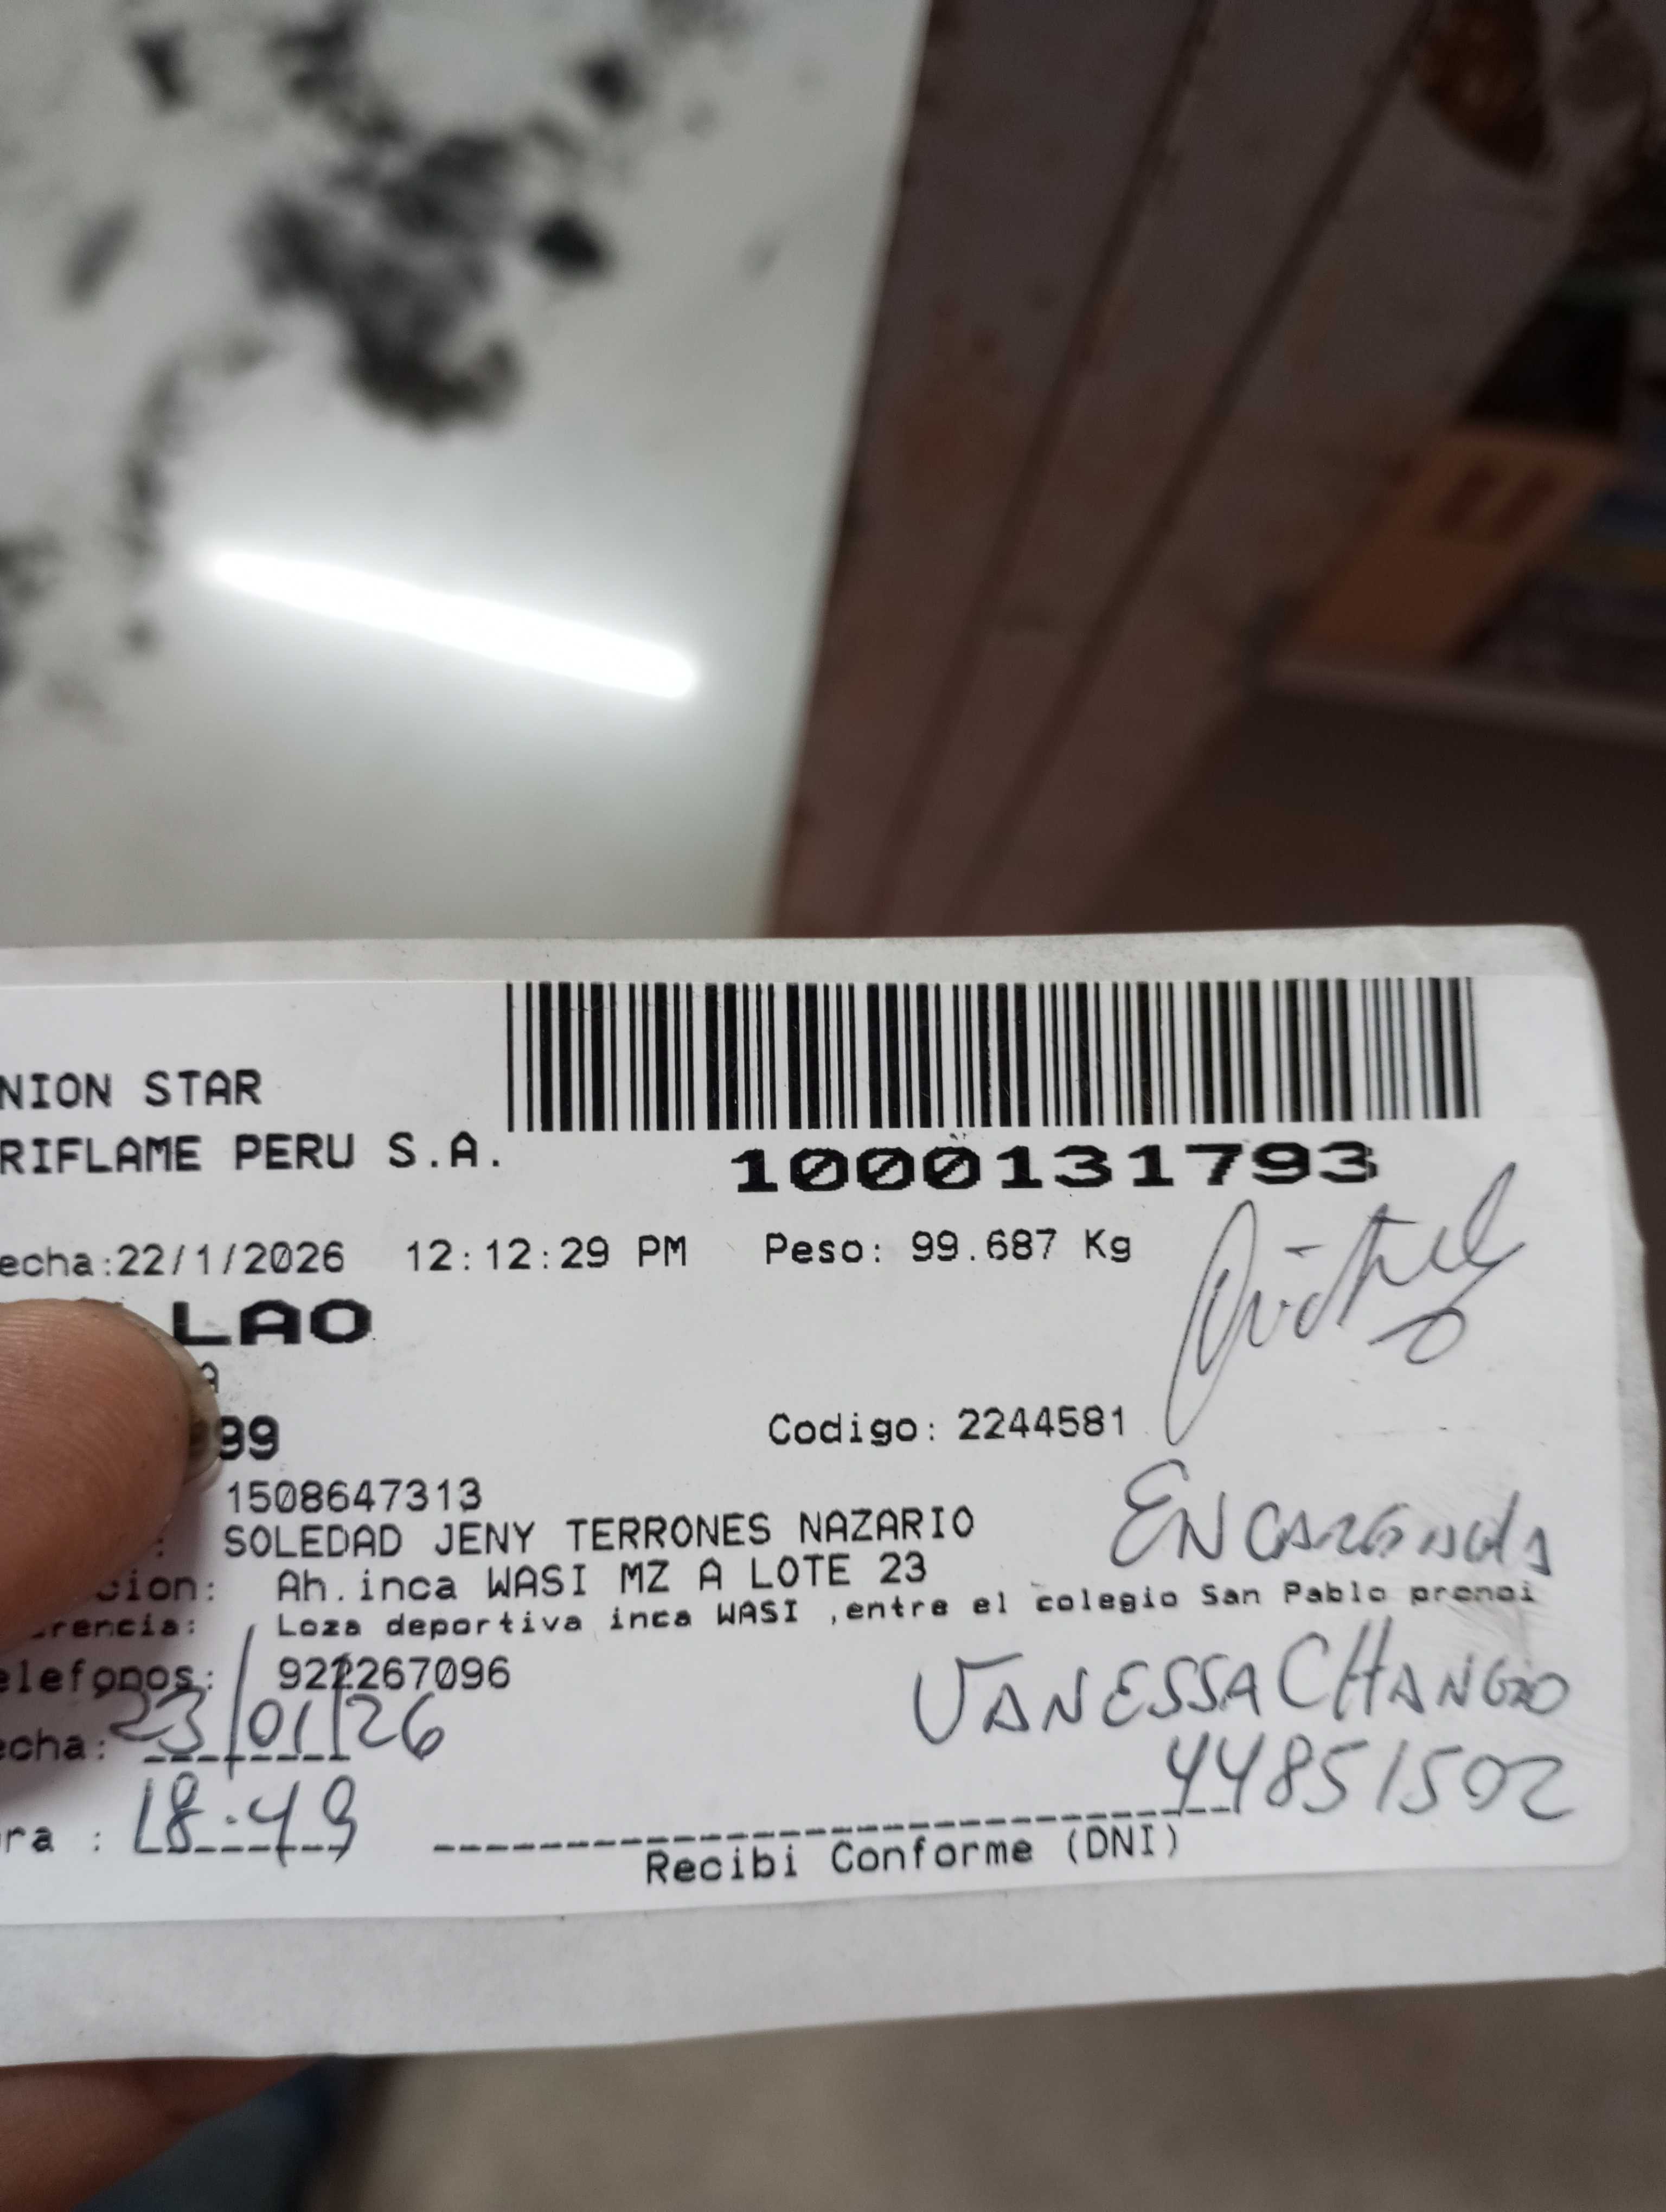 NION STAR
RIFLAME PERU S.A.
1000131793
echa:22/1/2026 12:12:29 PM Peso: 99.687 Kg
LAO
A
99
Codigo: 2244581
1508647313
: SOLEDAD JENY TERRONES NAZARIO
ENCARGADA
cion: Ah.inca WASI MZ A LOTE 23
rencia: Loza deportiva inca WASI ,entre el colegio San Pablo pronoi
elefonos: 922267096
VANESSA CHANGO
echa: 23/01/26
44851502
ora : 18:49
Recibi Conforme (DNI)